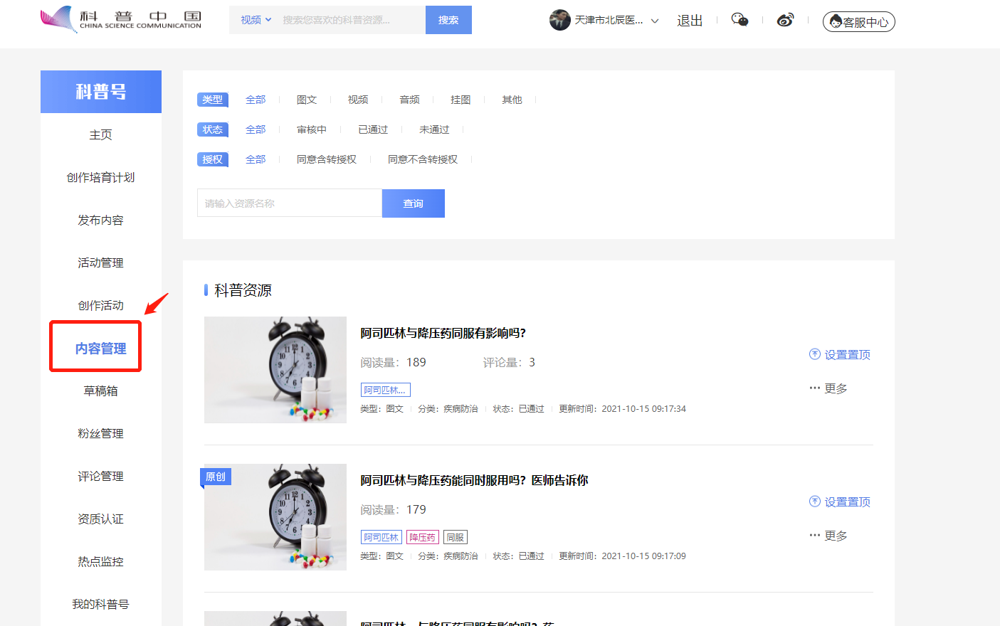 科普中国
CHINA SCIENCE COMMUNICATION
视频 搜索您喜欢的科普资源... 搜索
天津市北辰医... 退出 客服中心
科普号
主页
创作培育计划
发布内容
活动管理
创作活动
内容管理
草稿箱
粉丝管理
评论管理
资质认证
热点监控
我的科普号
类型 全部 图文 视频 音频 挂图 其他
状态 全部 审核中 已通过 未通过
授权 全部 同意含转授权 同意不含转授权
请输入资源名称 查询
科普资源
阿司匹林与降压药同服有影响吗?
阅读量：189 评论量：3
设置置顶
阿司匹林...
··· 更多
类型：图文 分类：疾病防治 状态：已通过 更新时间：2021-10-15 09:17:34
原创
阿司匹林与降压药能同时服用吗？医师告诉你
阅读量：179
设置置顶
阿司匹林 降压药 同服
··· 更多
类型：图文 分类：疾病防治 状态：已通过 更新时间：2021-10-15 09:17:09